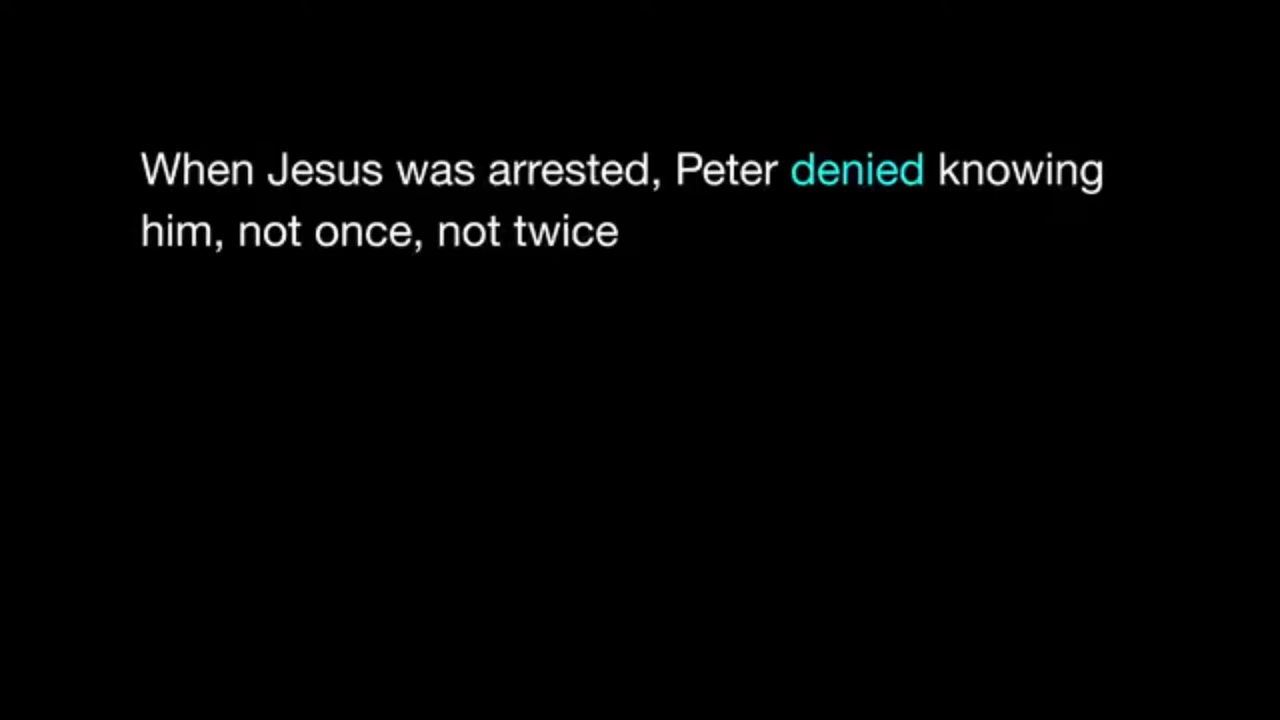 When Jesus was arrested, Peter denied knowing
him, not once, not twice